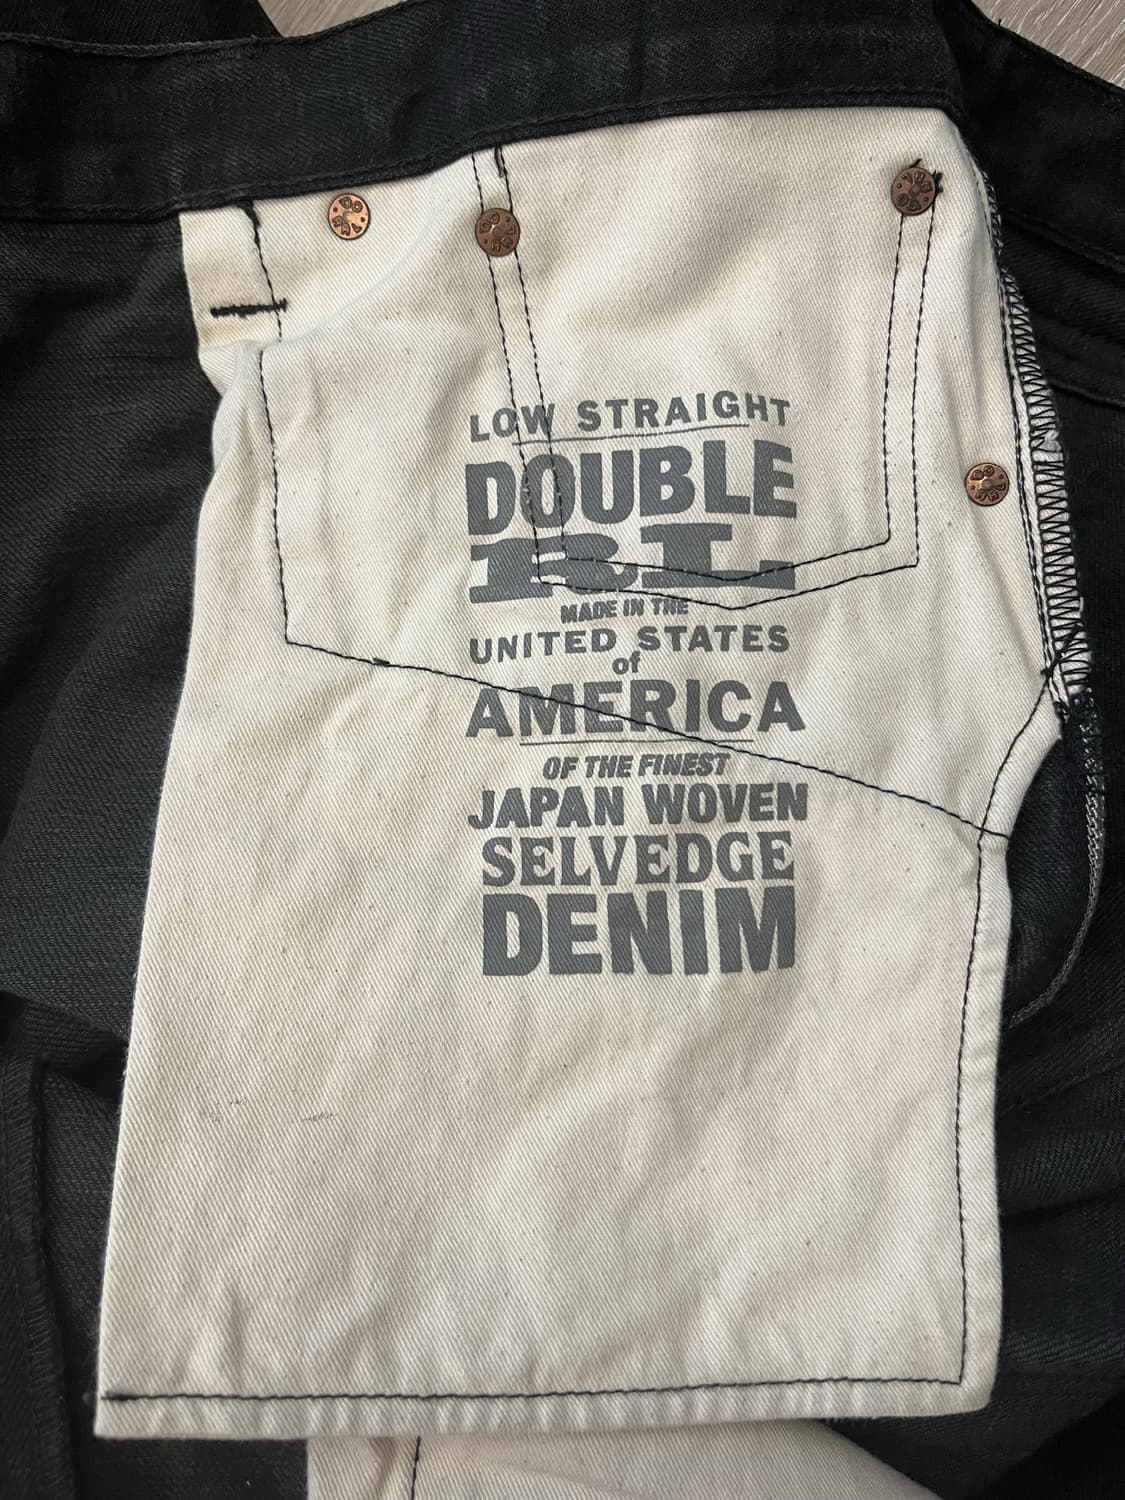 LOW STRAIGHT
DOUBLE
RL
MADE IN THE
UNITED STATES
of
AMERICA
OF THE FINEST
JAPAN WOVEN
SELVEDGE
DENIM